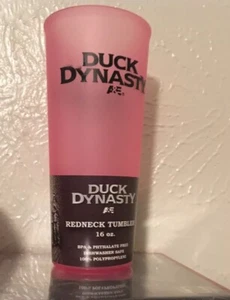 DUCK
DYNASTY
A&E
DUCK
DYNASTY
A&E
REDNECK TUMBLER
16 oz.
BPA & PHTHALATE FREE
DISHWASHER SAFE
100% POLYPROPYLENE